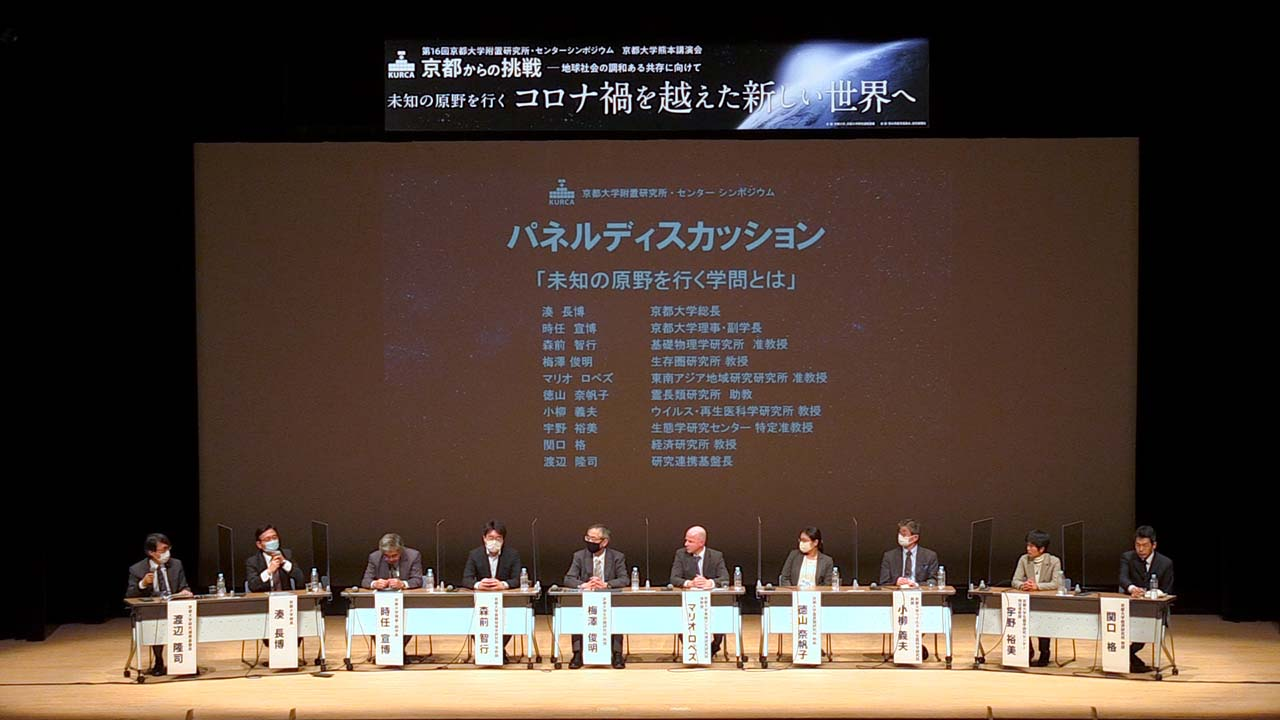 第16回京都大学附置研究所・センターシンポジウム 京都大学熊本講演会
KURCA
京都からの挑戦 ―地球社会の調和ある共存に向けて
未知の原野を行く コロナ禍を越えた新しい世界へ
KURCA
京都大学附置研究所・センター シンポジウム
パネルディスカッション
「未知の原野を行く学問とは」
湊 長博 京都大学総長
時任 宣博 京都大学理事・副学長
森前 智行 基礎物理学研究所 准教授
梅澤 俊明 生存圏研究所 教授
マリオ ロペズ 東南アジア地域研究研究所 准教授
徳山 奈帆子 霊長類研究所 助教
小柳 義夫 ウイルス・再生医科学研究所 教授
宇野 裕美 生態学研究センター 特定准教授
関口 格 経済研究所 教授
渡辺 隆司 研究連携基盤長
渡辺 隆司
湊 長博
時任 宣博
森前 智行
梅澤 俊明
マリオ ロペズ
徳山 奈帆子
小柳 義夫
宇野 裕美
関口 格